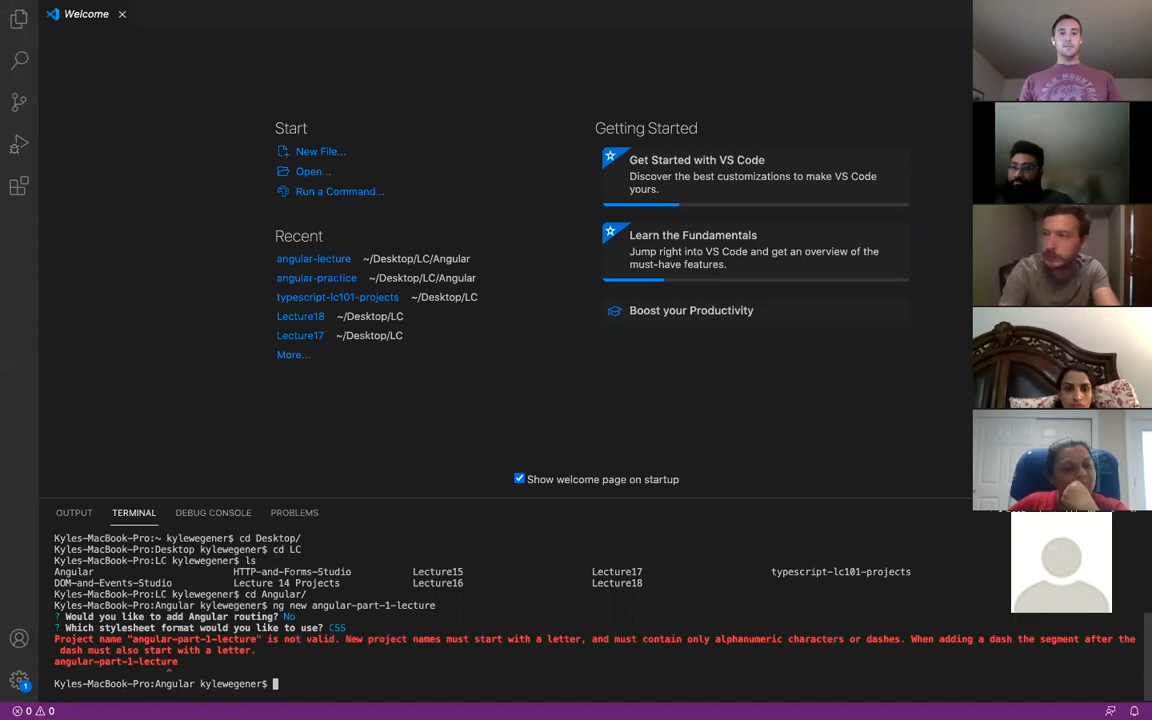 Welcome
Start
New File...
Open...
Run a Command...
Recent
angular-lecture ~/Desktop/LC/Angular
angular-practice ~/Desktop/LC/Angular
typescript-lc101-projects ~/Desktop/LC
Lecture18 ~/Desktop/LC
Lecture17 ~/Desktop/LC
More...
Getting Started
Get Started with VS Code
Discover the best customizations to make VS Code
yours.
Learn the Fundamentals
Jump right into VS Code and get an overview of the
must-have features.
Boost your Productivity
Show welcome page on startup
OUTPUT TERMINAL DEBUG CONSOLE PROBLEMS
Kyles-MacBook-Pro:~ kylewegener$ cd Desktop/
Kyles-MacBook-Pro:Desktop kylewegener$ cd LC
Kyles-MacBook-Pro:LC kylewegener$ ls
Angular HTTP-and-Forms-Studio Lecture15 Lecture17 typescript-lc101-projects
DOM-and-Events-Studio Lecture 14 Projects Lecture16 Lecture18
Kyles-MacBook-Pro:LC kylewegener$ cd Angular/
Kyles-MacBook-Pro:Angular kylewegener$ ng new angular-part-1-lecture
? Would you like to add Angular routing? No
? Which stylesheet format would you like to use? CSS
Project name "angular-part-1-lecture" is not valid. New project names must start with a letter, and must contain only alphanumeric characters or dashes. When adding a dash the segment after the
dash must also start with a letter.
angular-part-1-lecture
^
Kyles-MacBook-Pro:Angular kylewegener$
1
0 0